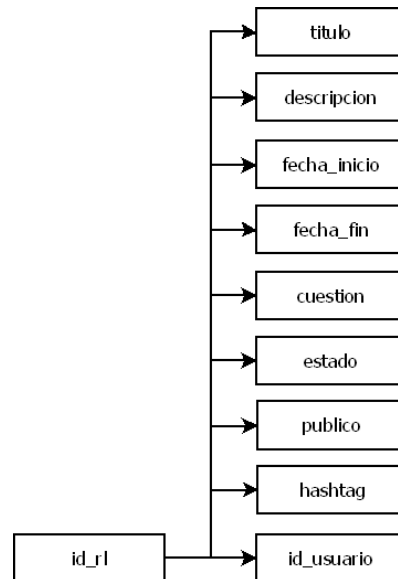 titulo
descripcion
fecha_inicio
fecha_fin
cuestion
estado
publico
hashtag
id_rl
id_usuario